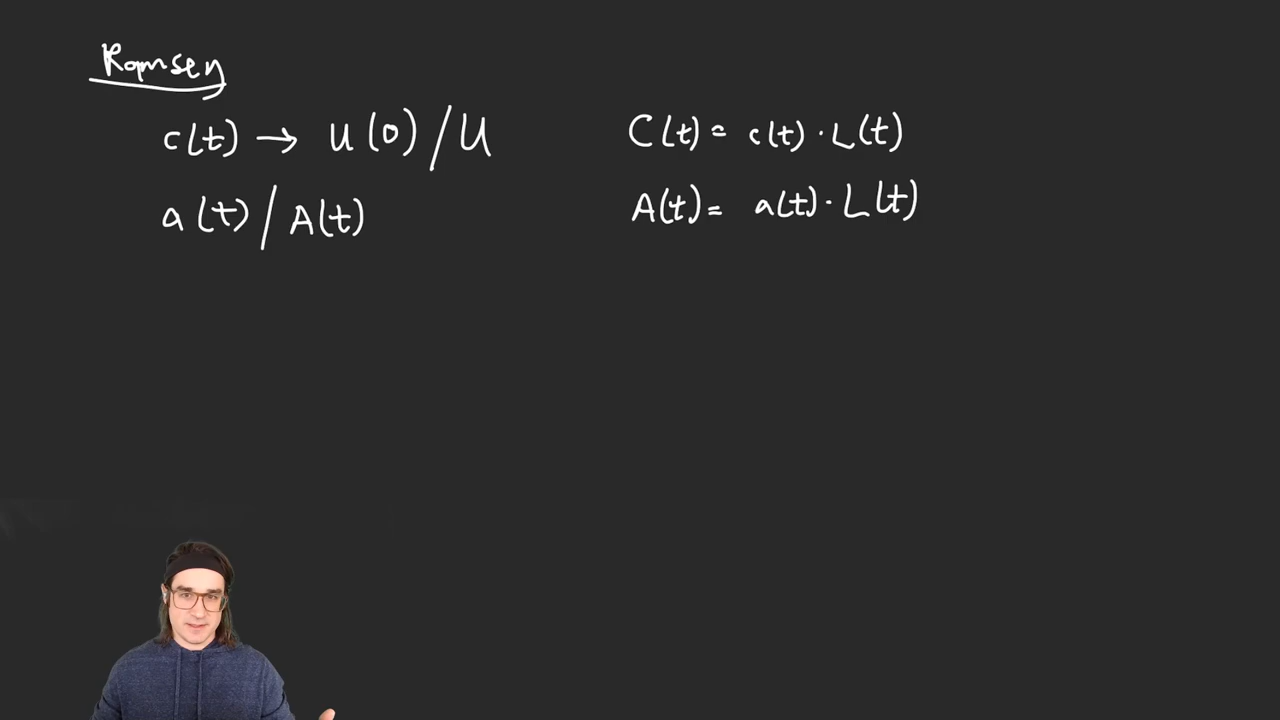 Ramsey
c(t) → U(0) / U
a(t) / A(t)
C(t) = c(t) · L(t)
A(t) = a(t) · L(t)